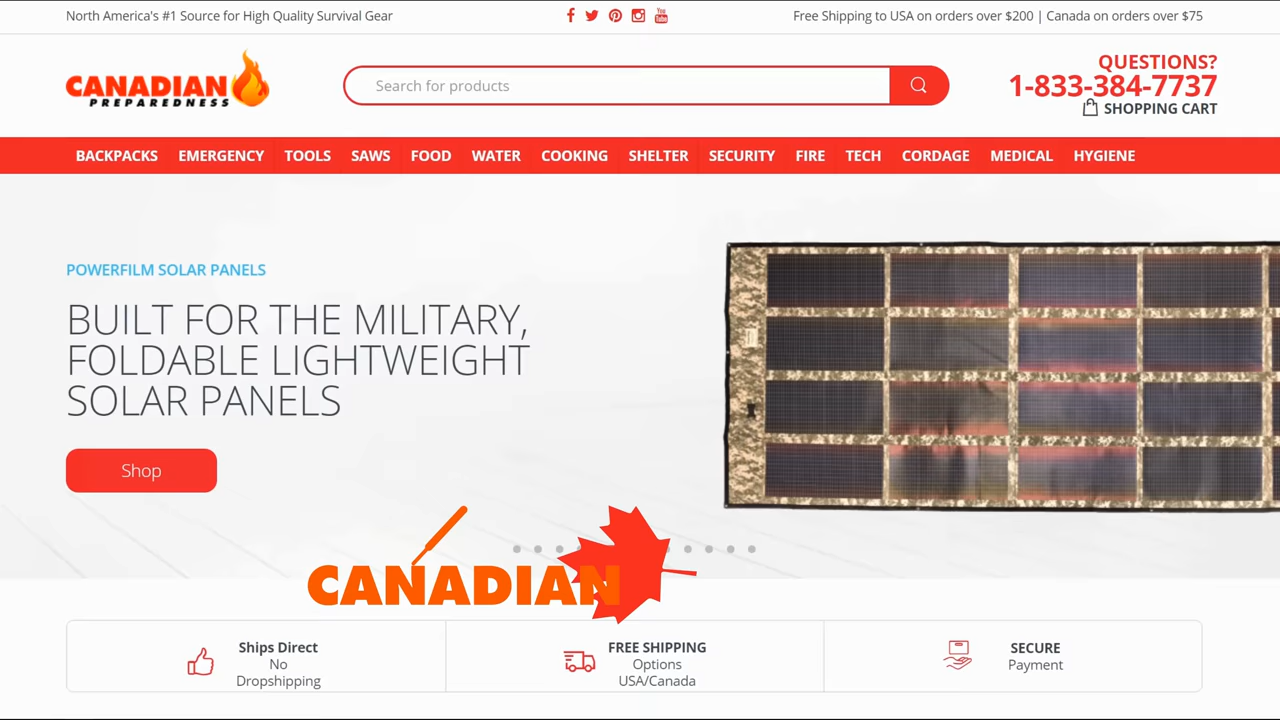 North America's #1 Source for High Quality Survival Gear
You Tube
Free Shipping to USA on orders over $200 | Canada on orders over $75
CANADIAN
PREPAREDNESS
Search for products
QUESTIONS?
1-833-384-7737
SHOPPING CART
BACKPACKS EMERGENCY TOOLS SAWS FOOD WATER COOKING SHELTER SECURITY FIRE TECH CORDAGE MEDICAL HYGIENE
POWERFILM SOLAR PANELS
BUILT FOR THE MILITARY,
FOLDABLE LIGHTWEIGHT
SOLAR PANELS
Shop
CANADIAN
Ships Direct
No
Dropshipping
FREE SHIPPING
Options
USA/Canada
SECURE
Payment